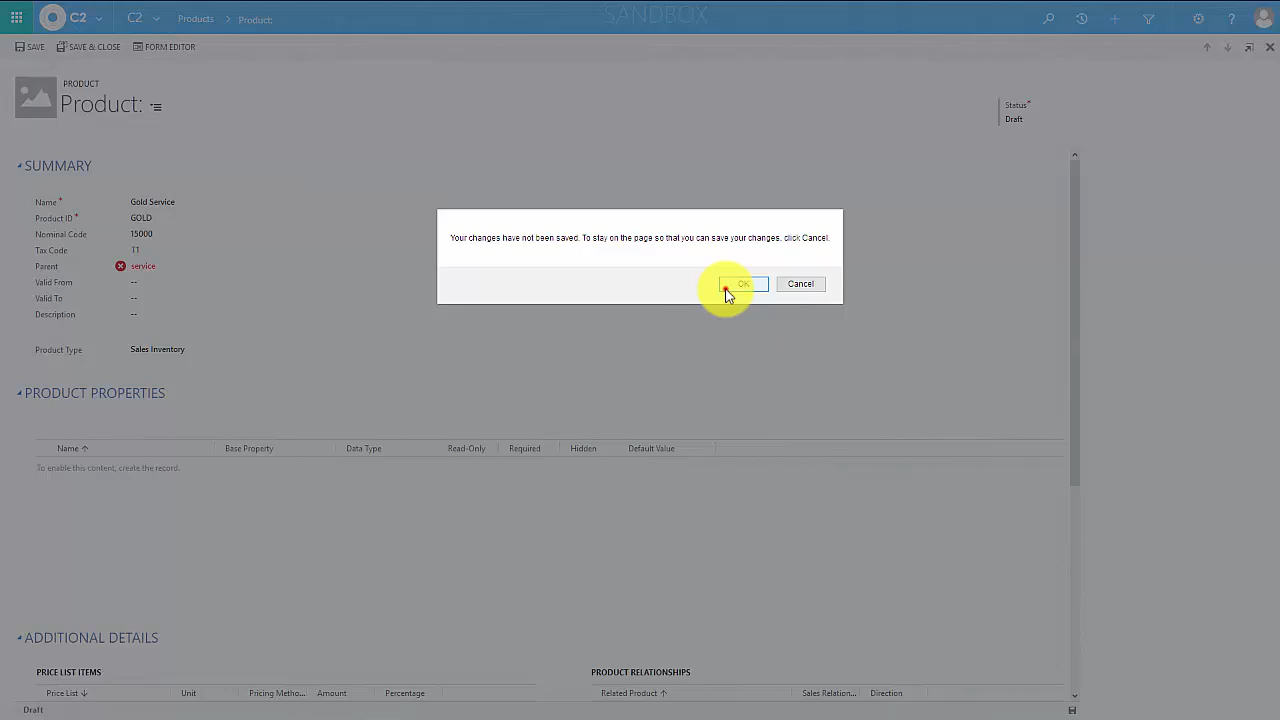 C2 C2 Products > Product: SANDBOX ?
SAVE SAVE & CLOSE FORM EDITOR
PRODUCT
Product:
Status*
Draft
SUMMARY
Name* Gold Service
Product ID* GOLD
Nominal Code 15000
Tax Code T1
Parent service
Valid From --
Valid To --
Description --
Product Type Sales Inventory
Your changes have not been saved. To stay on the page so that you can save your changes, click Cancel.
OK Cancel
PRODUCT PROPERTIES
Name Base Property Data Type Read-Only Required Hidden Default Value
To enable this content, create the record.
ADDITIONAL DETAILS
PRICE LIST ITEMS PRODUCT RELATIONSHIPS
Price List Unit Pricing Metho... Amount Percentage Related Product Sales Relation... Direction
Draft